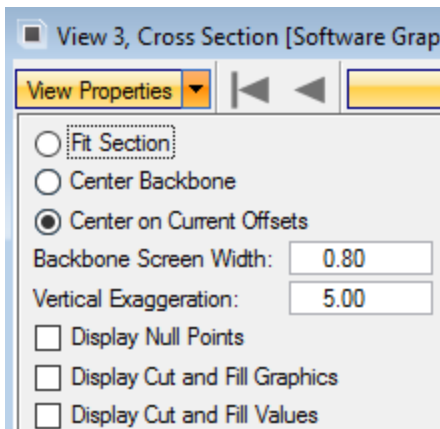 View 3, Cross Section [Software Grap
View Properties
Fit Section
Center Backbone
Center on Current Offsets
Backbone Screen Width: 0.80
Vertical Exaggeration: 5.00
Display Null Points
Display Cut and Fill Graphics
Display Cut and Fill Values